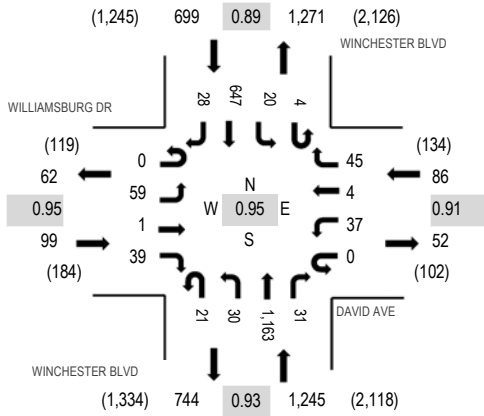 (1,245) 699 0.89 1,271 (2,126)
WINCHESTER BLVD
28 647 20 4
WILLIAMSBURG DR
(119) (134)
0 45
62 86
59 N 4
0.95 W 0.95 E 0.91
1 37
99 S 52
39 0
(184) (102)
21 30 1,163 31
DAVID AVE
WINCHESTER BLVD
(1,334) 744 0.93 1,245 (2,118)